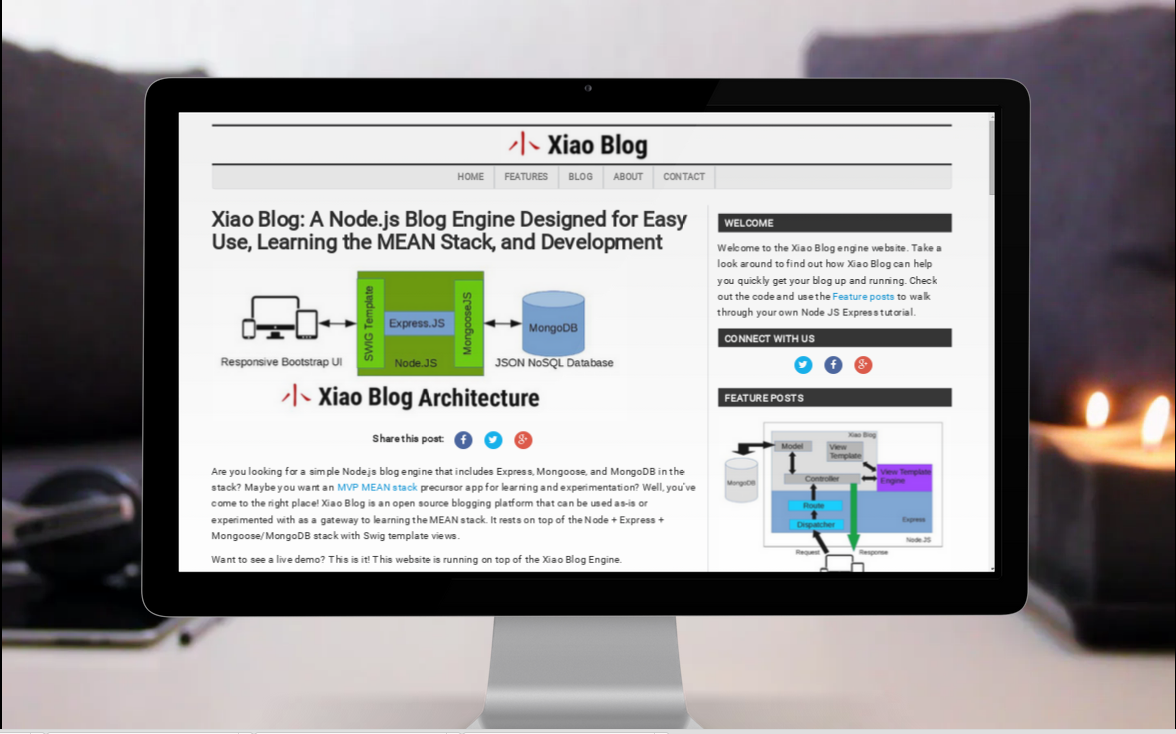 小 Xiao Blog
HOME
FEATURES
BLOG
ABOUT
CONTACT
Xiao Blog: A Node.js Blog Engine Designed for Easy
Use, Learning the MEAN Stack, and Development
SWIG Template
Express.JS
MongooseJS
MongoDB
Responsive Bootstrap UI
Node.JS
JSON NoSQL Database
小 Xiao Blog Architecture
Share this post:
Are you looking for a simple Node.js blog engine that includes Express, Mongoose, and MongoDB in the
stack? Maybe you want an MVP MEAN stack precursor app for learning and experimentation? Well, you've
come to the right place! Xiao Blog is an open source blogging platform that can be used as-is or
experimented with as a gateway to learning the MEAN stack. It rests on top of the Node + Express +
Mongoose/MongoDB stack with Swig template views.
Want to see a live demo? This is it! This website is running on top of the Xiao Blog Engine.
WELCOME
Welcome to the Xiao Blog engine website. Take a
look around to find out how Xiao Blog can help
you quickly get your blog up and running. Check
out the code and use the Feature posts to walk
through your own Node JS Express tutorial.
CONNECT WITH US
FEATURE POSTS
Xiao Blog
Model
View
Template
MongoDB
Controller
View Template
Engine
Route
Express
Dispatcher
Node.JS
Request
Response